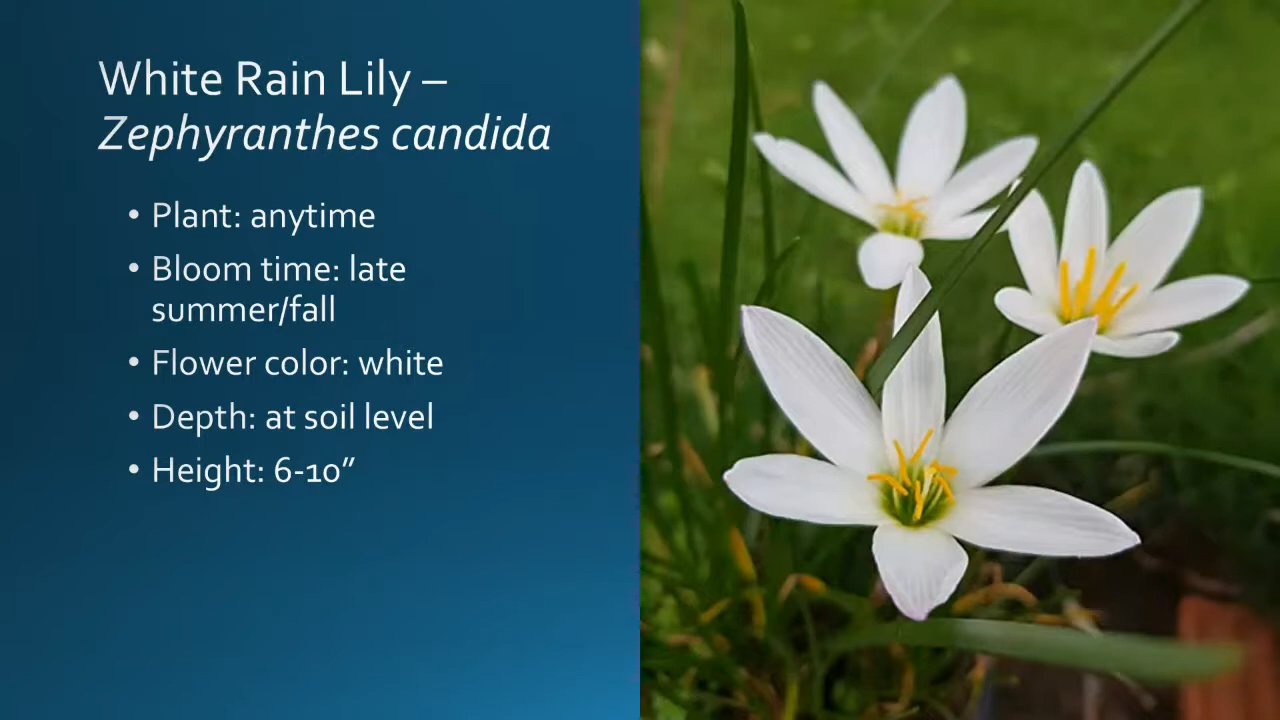 White Rain Lily –
Zephyranthes candida
• Plant: anytime
• Bloom time: late
summer/fall
• Flower color: white
• Depth: at soil level
• Height: 6-10”